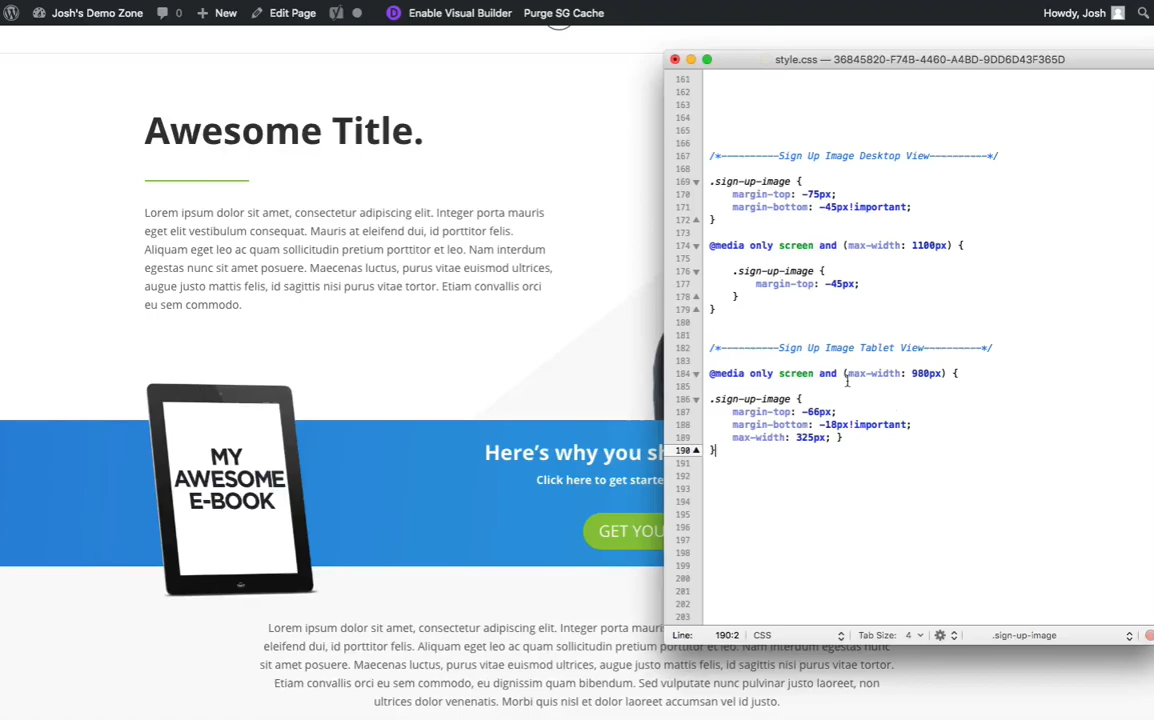 Josh's Demo Zone 0 New Edit Page D Enable Visual Builder Purge SG Cache Howdy, Josh
style.css — 36845820-F74B-4460-A4BD-9DD6D43F365D
Awesome Title.
Lorem ipsum dolor sit amet, consectetur adipiscing elit. Integer porta mauris
eget elit vestibulum consequat. Mauris at eleifend dui, id porttitor felis.
Aliquam eget leo ac quam sollicitudin pretium porttitor et leo. Nam interdum
egestas nunc sit amet posuere. Maecenas luctus, purus vitae euismod ultrices,
augue justo mattis felis, id sagittis nisi purus vitae tortor. Etiam convallis orci
eu sem commodo.
MY
AWESOME
E-BOOK
Here's why you sh
Click here to get starte
GET YOU
Lorem ipsum dolor sit amet, consectetur adipiscing elit. Integer porta mauri
eleifend dui, id porttitor felis. Aliquam eget leo ac quam sollicitudin pretium porttitor et leo. Nam interdum egestas nunc
sit amet posuere. Maecenas luctus, purus vitae euismod ultrices, augue justo mattis felis, id sagittis nisi purus vitae tortor.
Etiam convallis orci eu sem commodo, eu dignissim quam bibendum. Sed vulputate nunc pulvinar justo laoreet, non
ultrices dolor venenatis. Morbi quis nisl et dolor laoreet accumsan vel id justo.
161
162
163
164
165
166
167 /*----------Sign Up Image Desktop View----------*/
168
169 .sign-up-image {
170 margin-top: -75px;
171 margin-bottom: -45px!important;
172 }
173
174 @media only screen and (max-width: 1100px) {
175
176 .sign-up-image {
177 margin-top: -45px;
178 }
179 }
180
181
182 /*----------Sign Up Image Tablet View----------*/
183
184 @media only screen and (max-width: 980px) {
185
186 .sign-up-image {
187 margin-top: -66px;
188 margin-bottom: -18px!important;
189 max-width: 325px; }
190 }
191
192
193
194
195
196
197
198
199
200
201
202
203
Line: 190:2 CSS Tab Size: 4 .sign-up-image